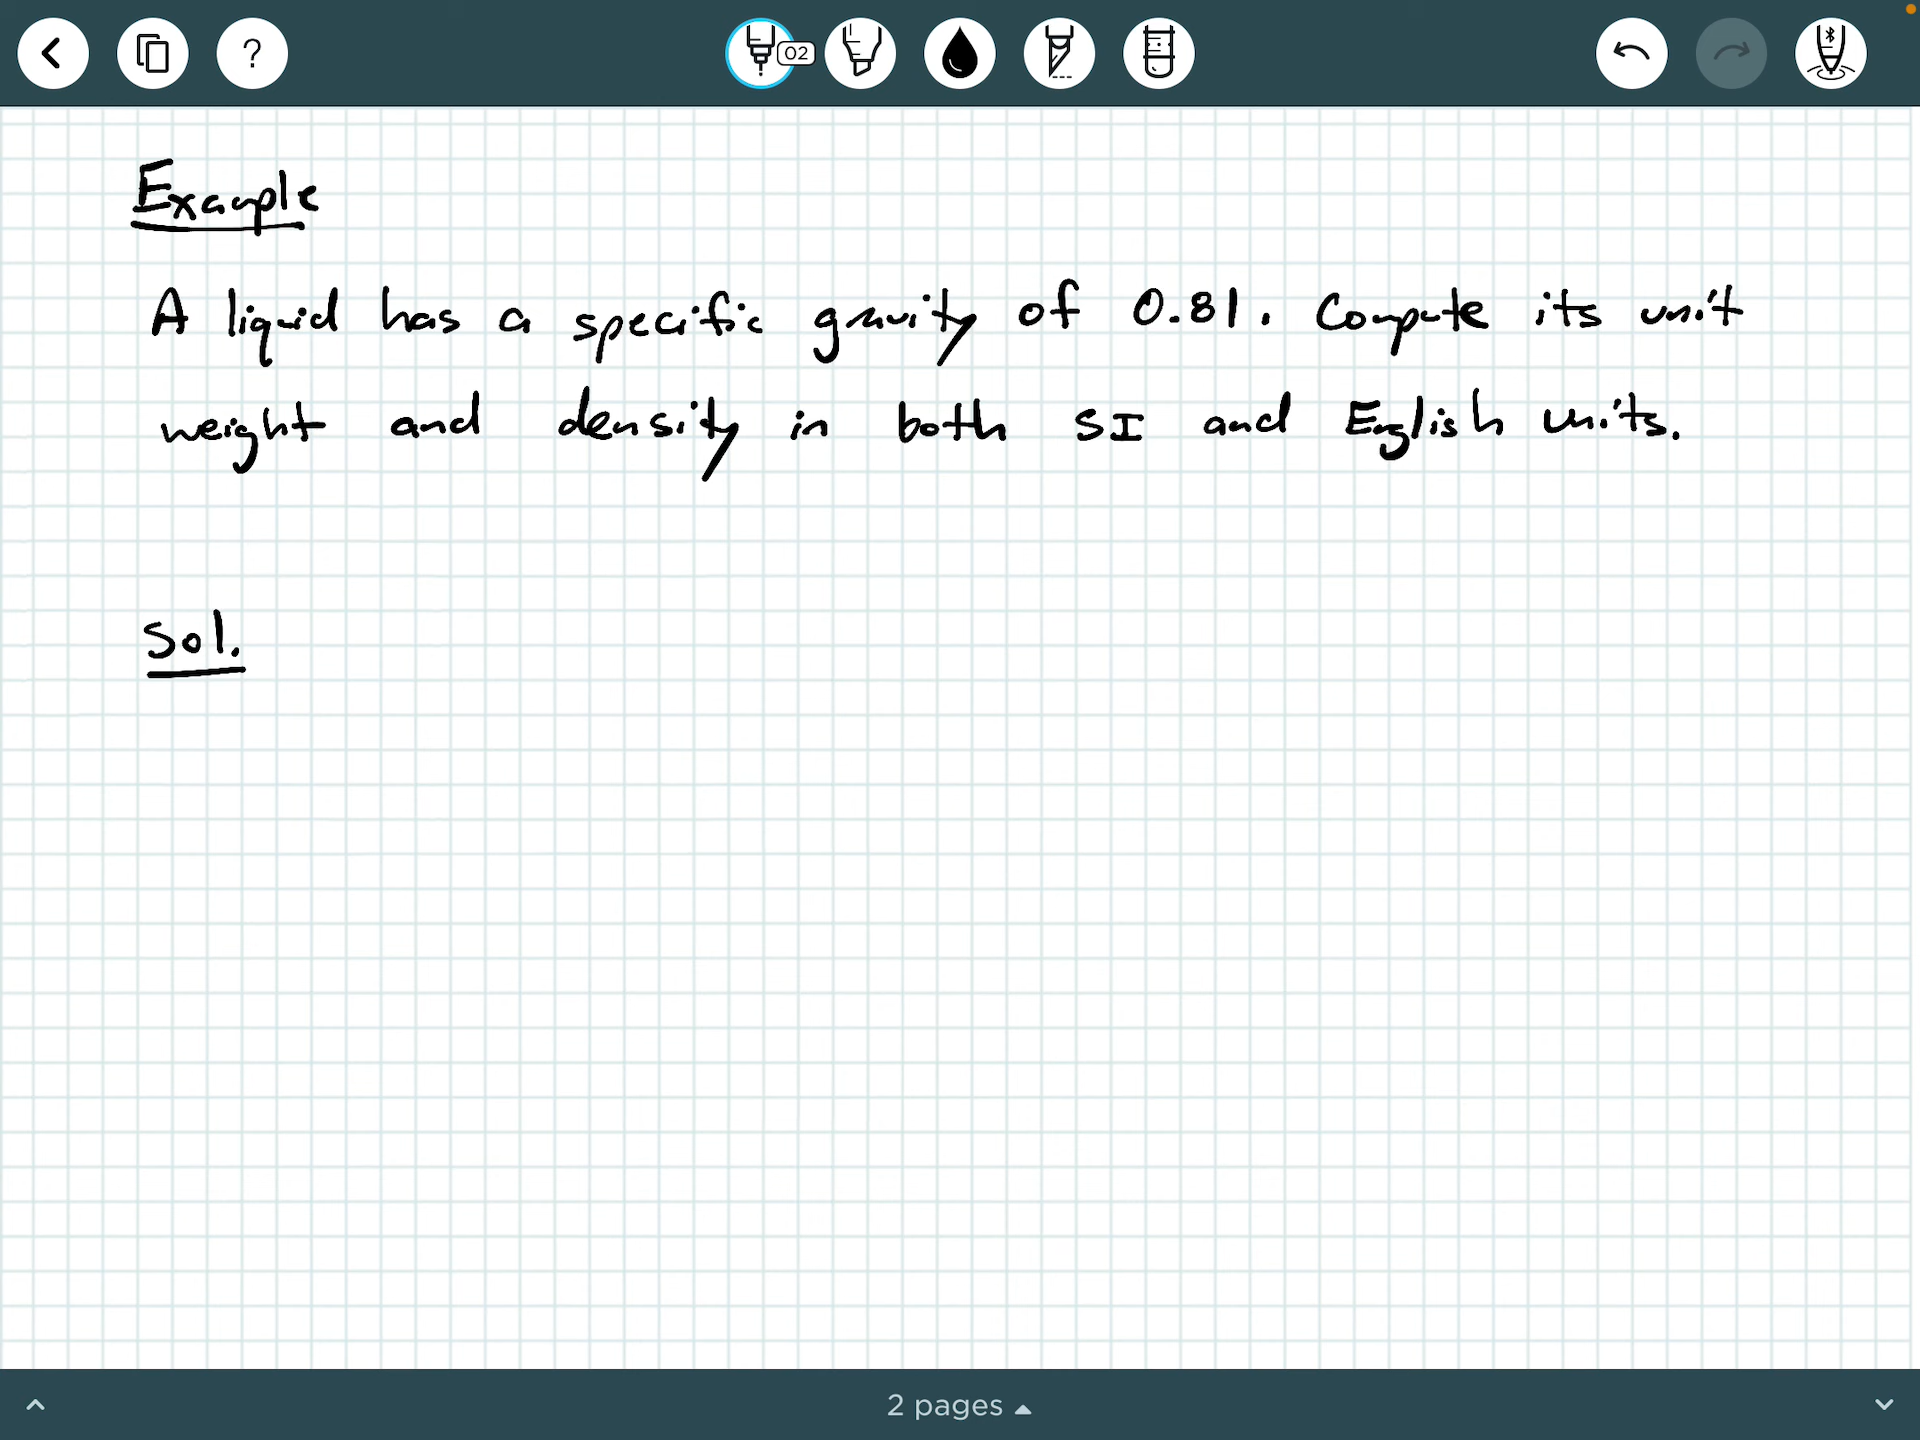 ?
02
Example
A liquid has a specific gravity of 0.81. Compute its unit
weight and density in both SI and English units.
Sol.
2 pages